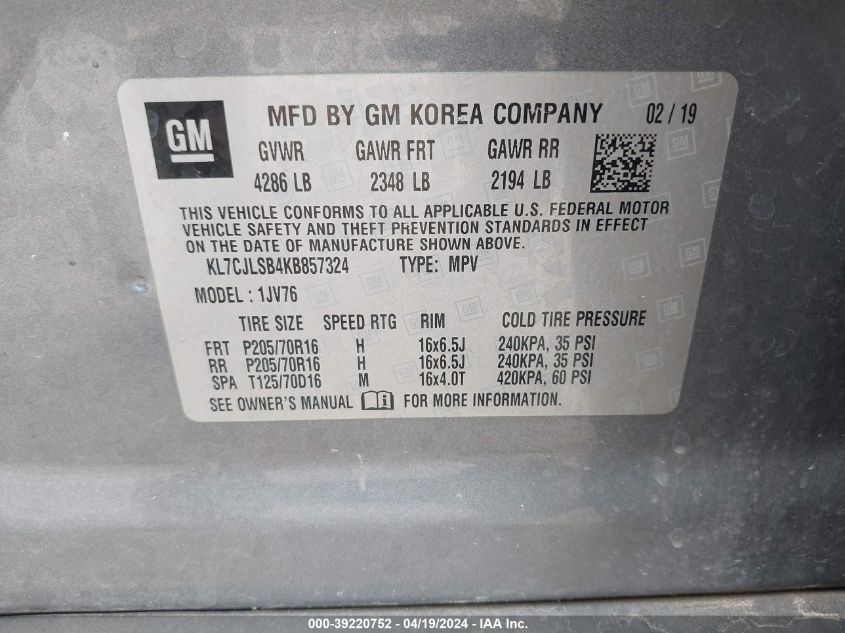 GM
MFD BY GM KOREA COMPANY 02 / 19
GVWR GAWR FRT GAWR RR
4286 LB 2348 LB 2194 LB
THIS VEHICLE CONFORMS TO ALL APPLICABLE U.S. FEDERAL MOTOR
VEHICLE SAFETY AND THEFT PREVENTION STANDARDS IN EFFECT
ON THE DATE OF MANUFACTURE SHOWN ABOVE.
KL7CJLSB4KB857324 TYPE: MPV
MODEL : 1JV76
TIRE SIZE SPEED RTG RIM COLD TIRE PRESSURE
FRT P205/70R16 H 16x6.5J 240KPA, 35 PSI
RR P205/70R16 H 16x6.5J 240KPA, 35 PSI
SPA T125/70D16 M 16x4.0T 420KPA, 60 PSI
SEE OWNER'S MANUAL FOR MORE INFORMATION.
000-39220752 - 04/19/2024 - IAA Inc.